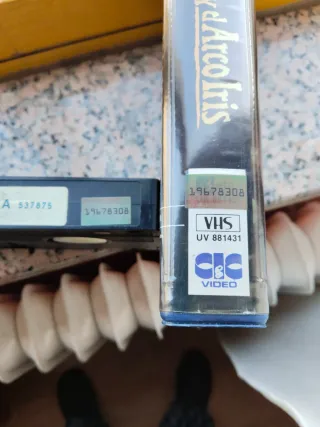 y el Arco Iris
19678308
VHS
UV 881431
CIC
VIDEO
A 537875
19678308